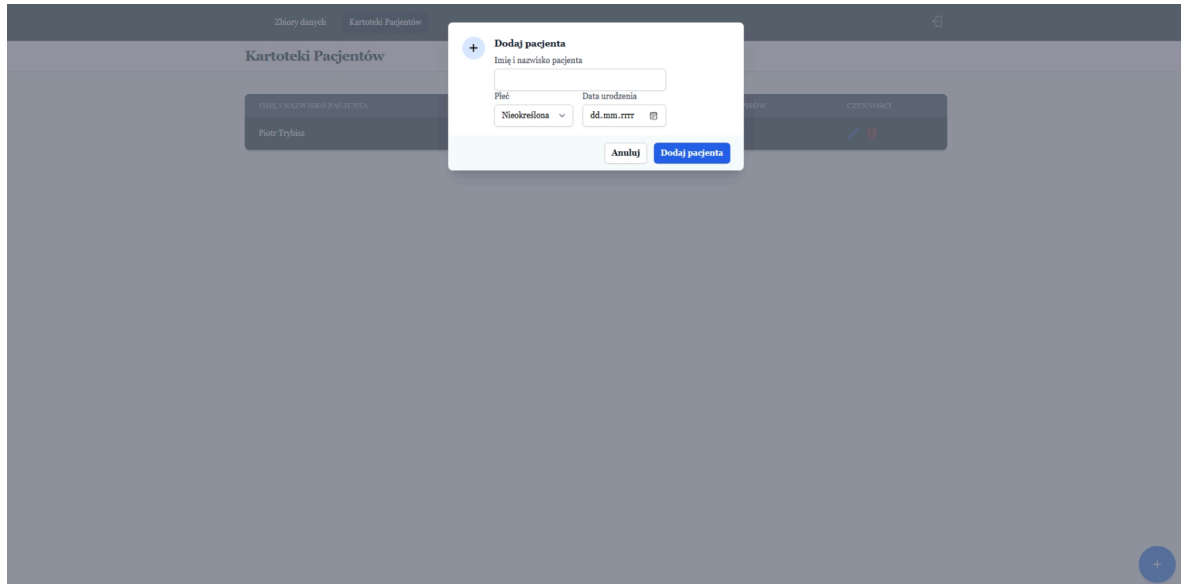 Zbiory danych Kartoteki Pacjentów
Kartoteki Pacjentów
Dodaj pacjenta
Imię i nazwisko pacjenta
Płeć Data urodzenia
Nieokreślona dd.mm.rrrr
Anuluj Dodaj pacjenta
IMIĘ I NAZWISKO PACJENTA CZYNNOŚCI
Piotr Trybisz